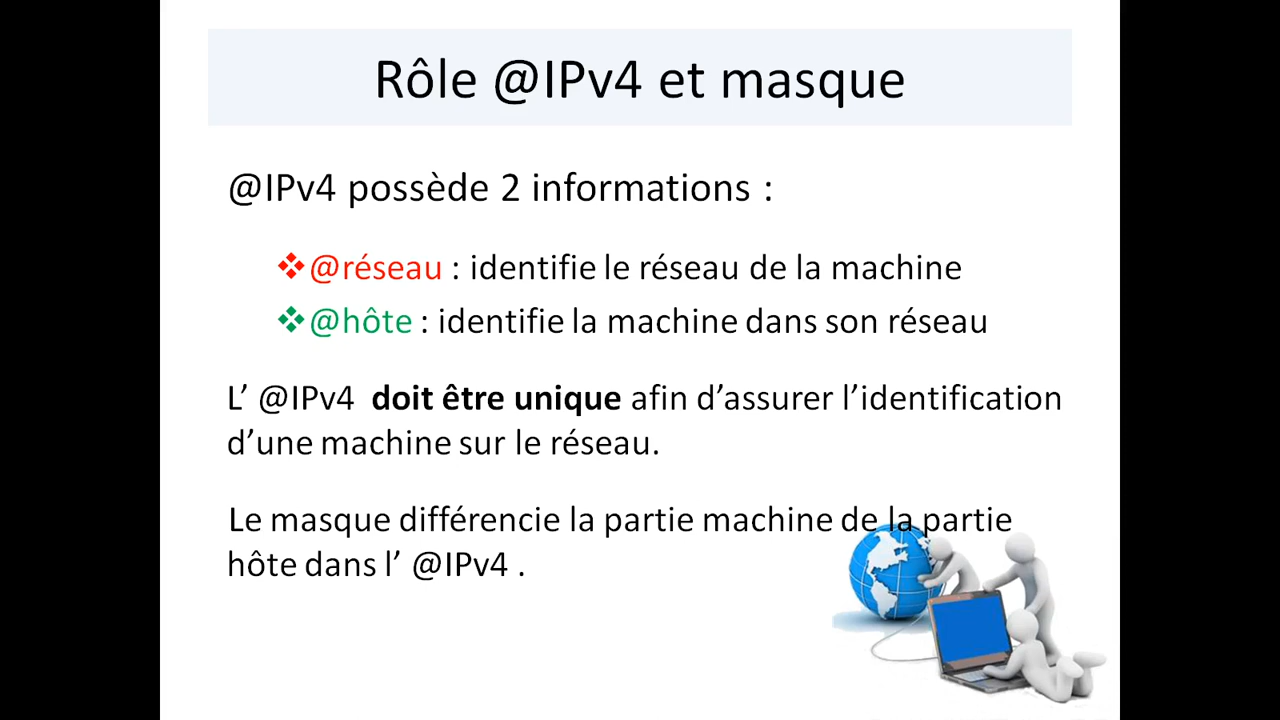 Rôle @IPv4 et masque
@IPv4 possède 2 informations :
@réseau : identifie le réseau de la machine
@hôte : identifie la machine dans son réseau
L’ @IPv4 doit être unique afin d’assurer l’identification
d’une machine sur le réseau.
Le masque différencie la partie machine de la partie
hôte dans l’ @IPv4 .